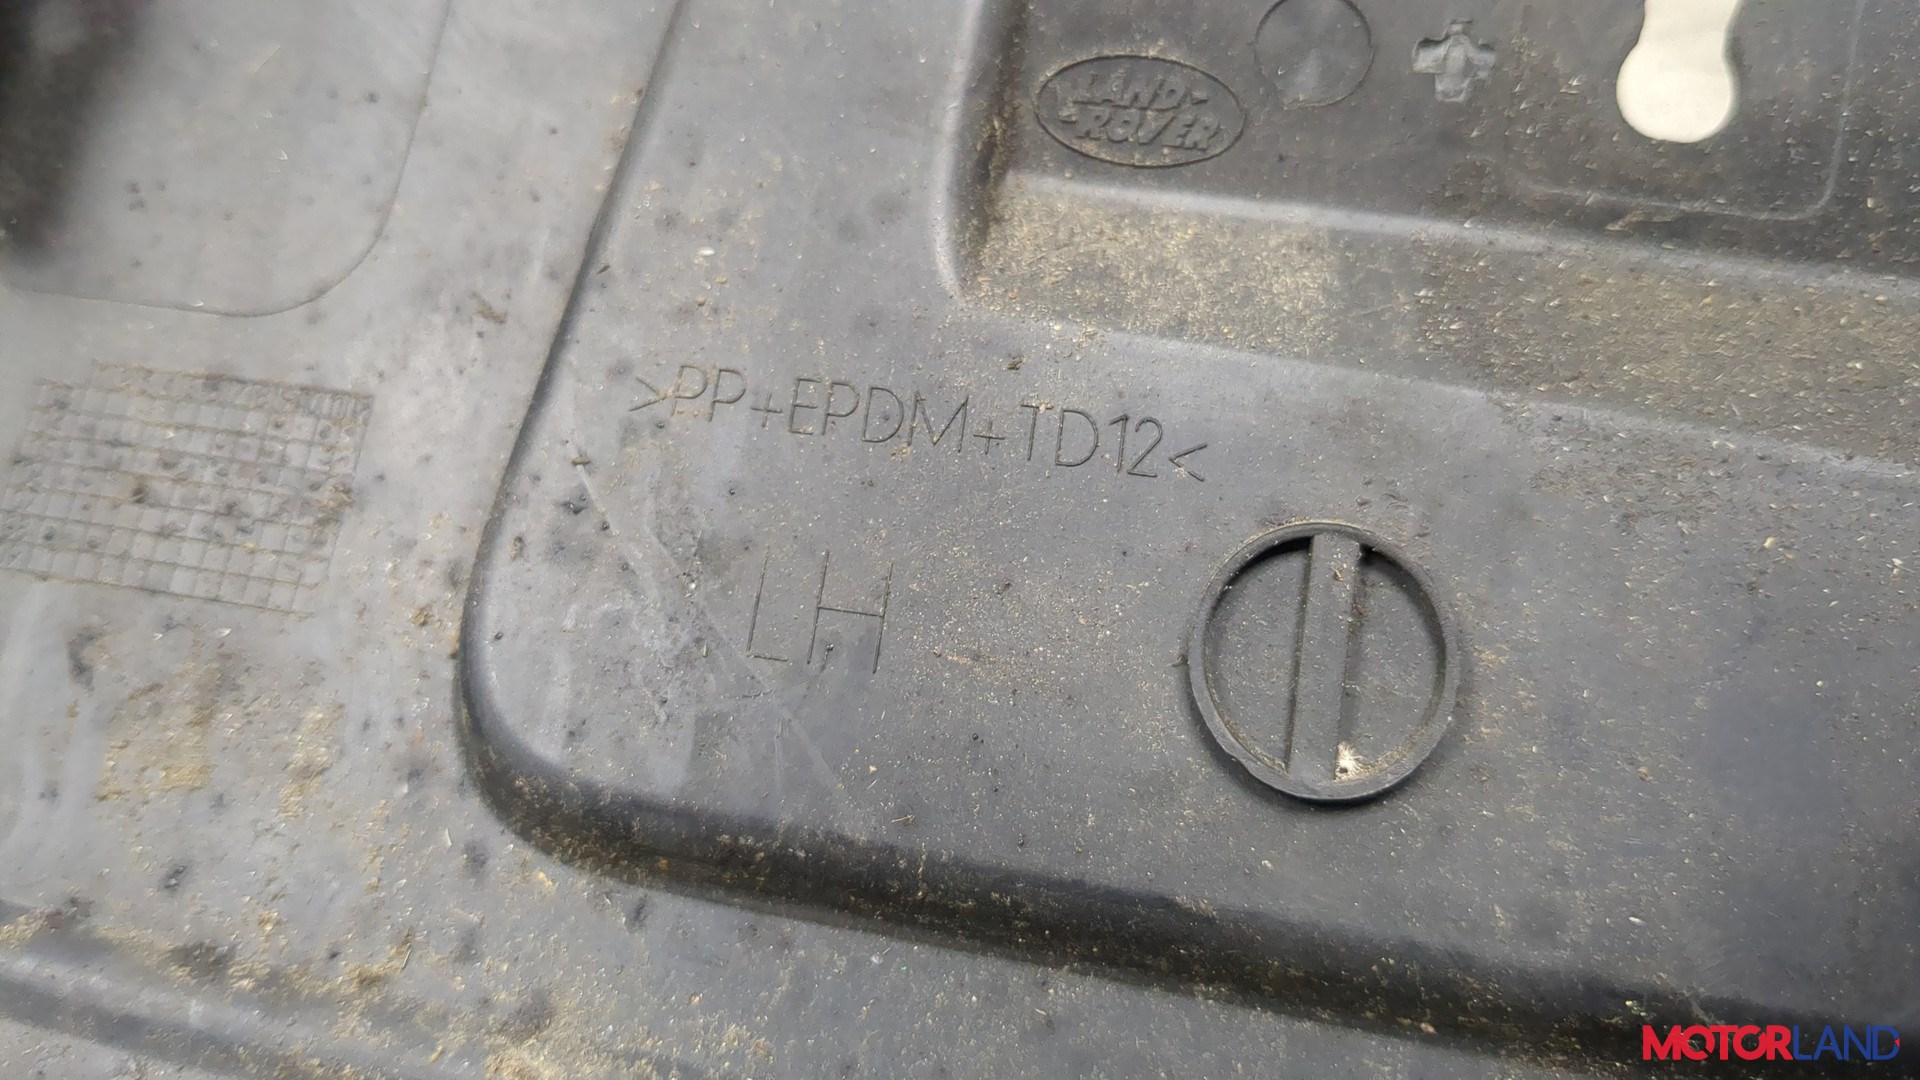 LAND-
ROVER
>PP+EPDM+TD12<
LH
MOTORLAND